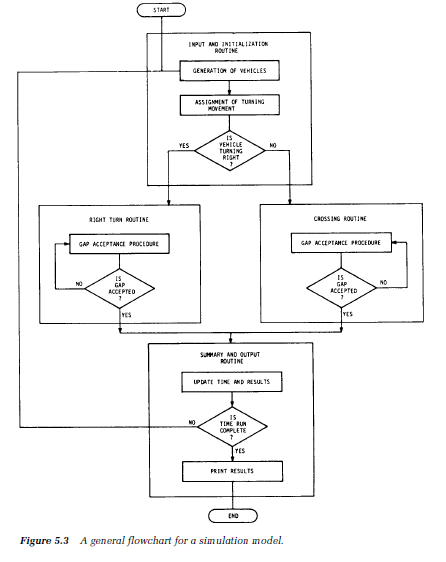 START
INPUT AND INITIALIZATION
ROUTINE
GENERATION OF VEHICLES
ASSIGNMENT OF TURNING
MOVEMENT
IS
VEHICLE
TURNING
RIGHT
?
YES
NO
RIGHT TURN ROUTINE
GAP ACCEPTANCE PROCEDURE
IS
GAP
ACCEPTED
?
NO
YES
CROSSING ROUTINE
GAP ACCEPTANCE PROCEDURE
IS
GAP
ACCEPTED
?
NO
YES
SUMMARY AND OUTPUT
ROUTINE
UPDATE TIME AND RESULTS
IS
TIME RUN
COMPLETE
?
NO
YES
PRINT RESULTS
END
Figure 5.3 A general flowchart for a simulation model.